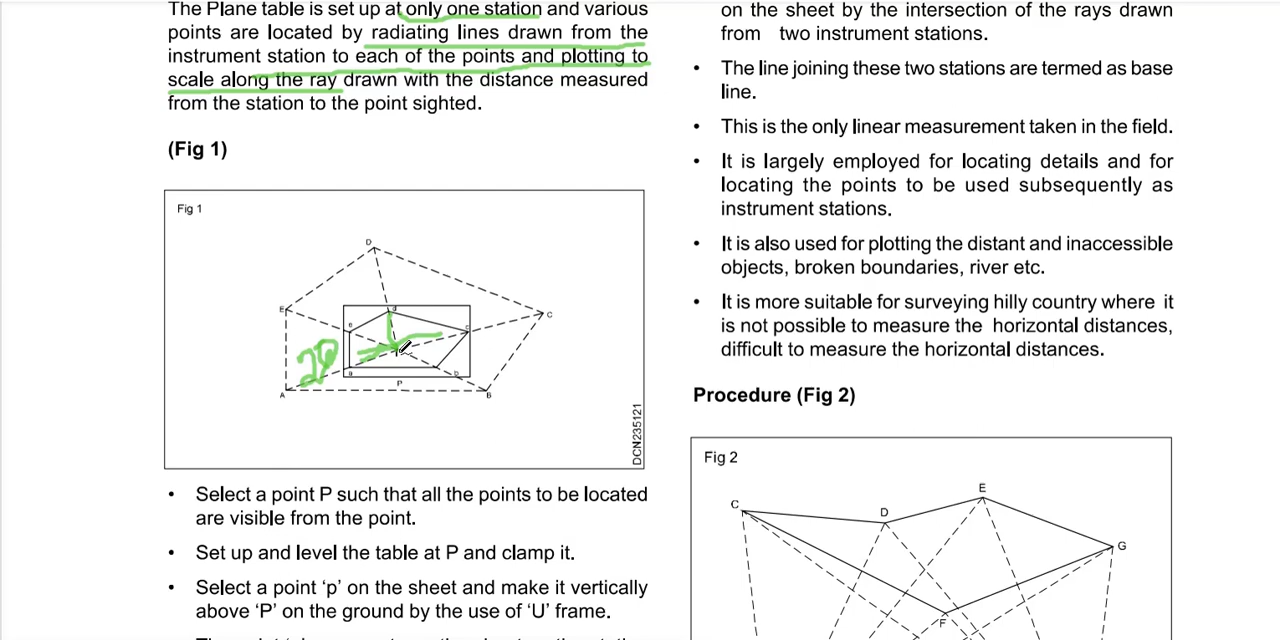 The Plane table is set up at only one station and various
points are located by radiating lines drawn from the
instrument station to each of the points and plotting to
scale along the ray drawn with the distance measured
from the station to the point sighted.
(Fig 1)
Fig 1
D
E
C
d
e
c
a
b
P
A
B
DCN235121
• Select a point P such that all the points to be located
are visible from the point.
• Set up and level the table at P and clamp it.
• Select a point ‘p’ on the sheet and make it vertically
above ‘P’ on the ground by the use of ‘U’ frame.
on the sheet by the intersection of the rays drawn
from two instrument stations.
• The line joining these two stations are termed as base
line.
• This is the only linear measurement taken in the field.
• It is largely employed for locating details and for
locating the points to be used subsequently as
instrument stations.
• It is also used for plotting the distant and inaccessible
objects, broken boundaries, river etc.
• It is more suitable for surveying hilly country where it
is not possible to measure the horizontal distances,
difficult to measure the horizontal distances.
Procedure (Fig 2)
Fig 2
E
C
D
G
F